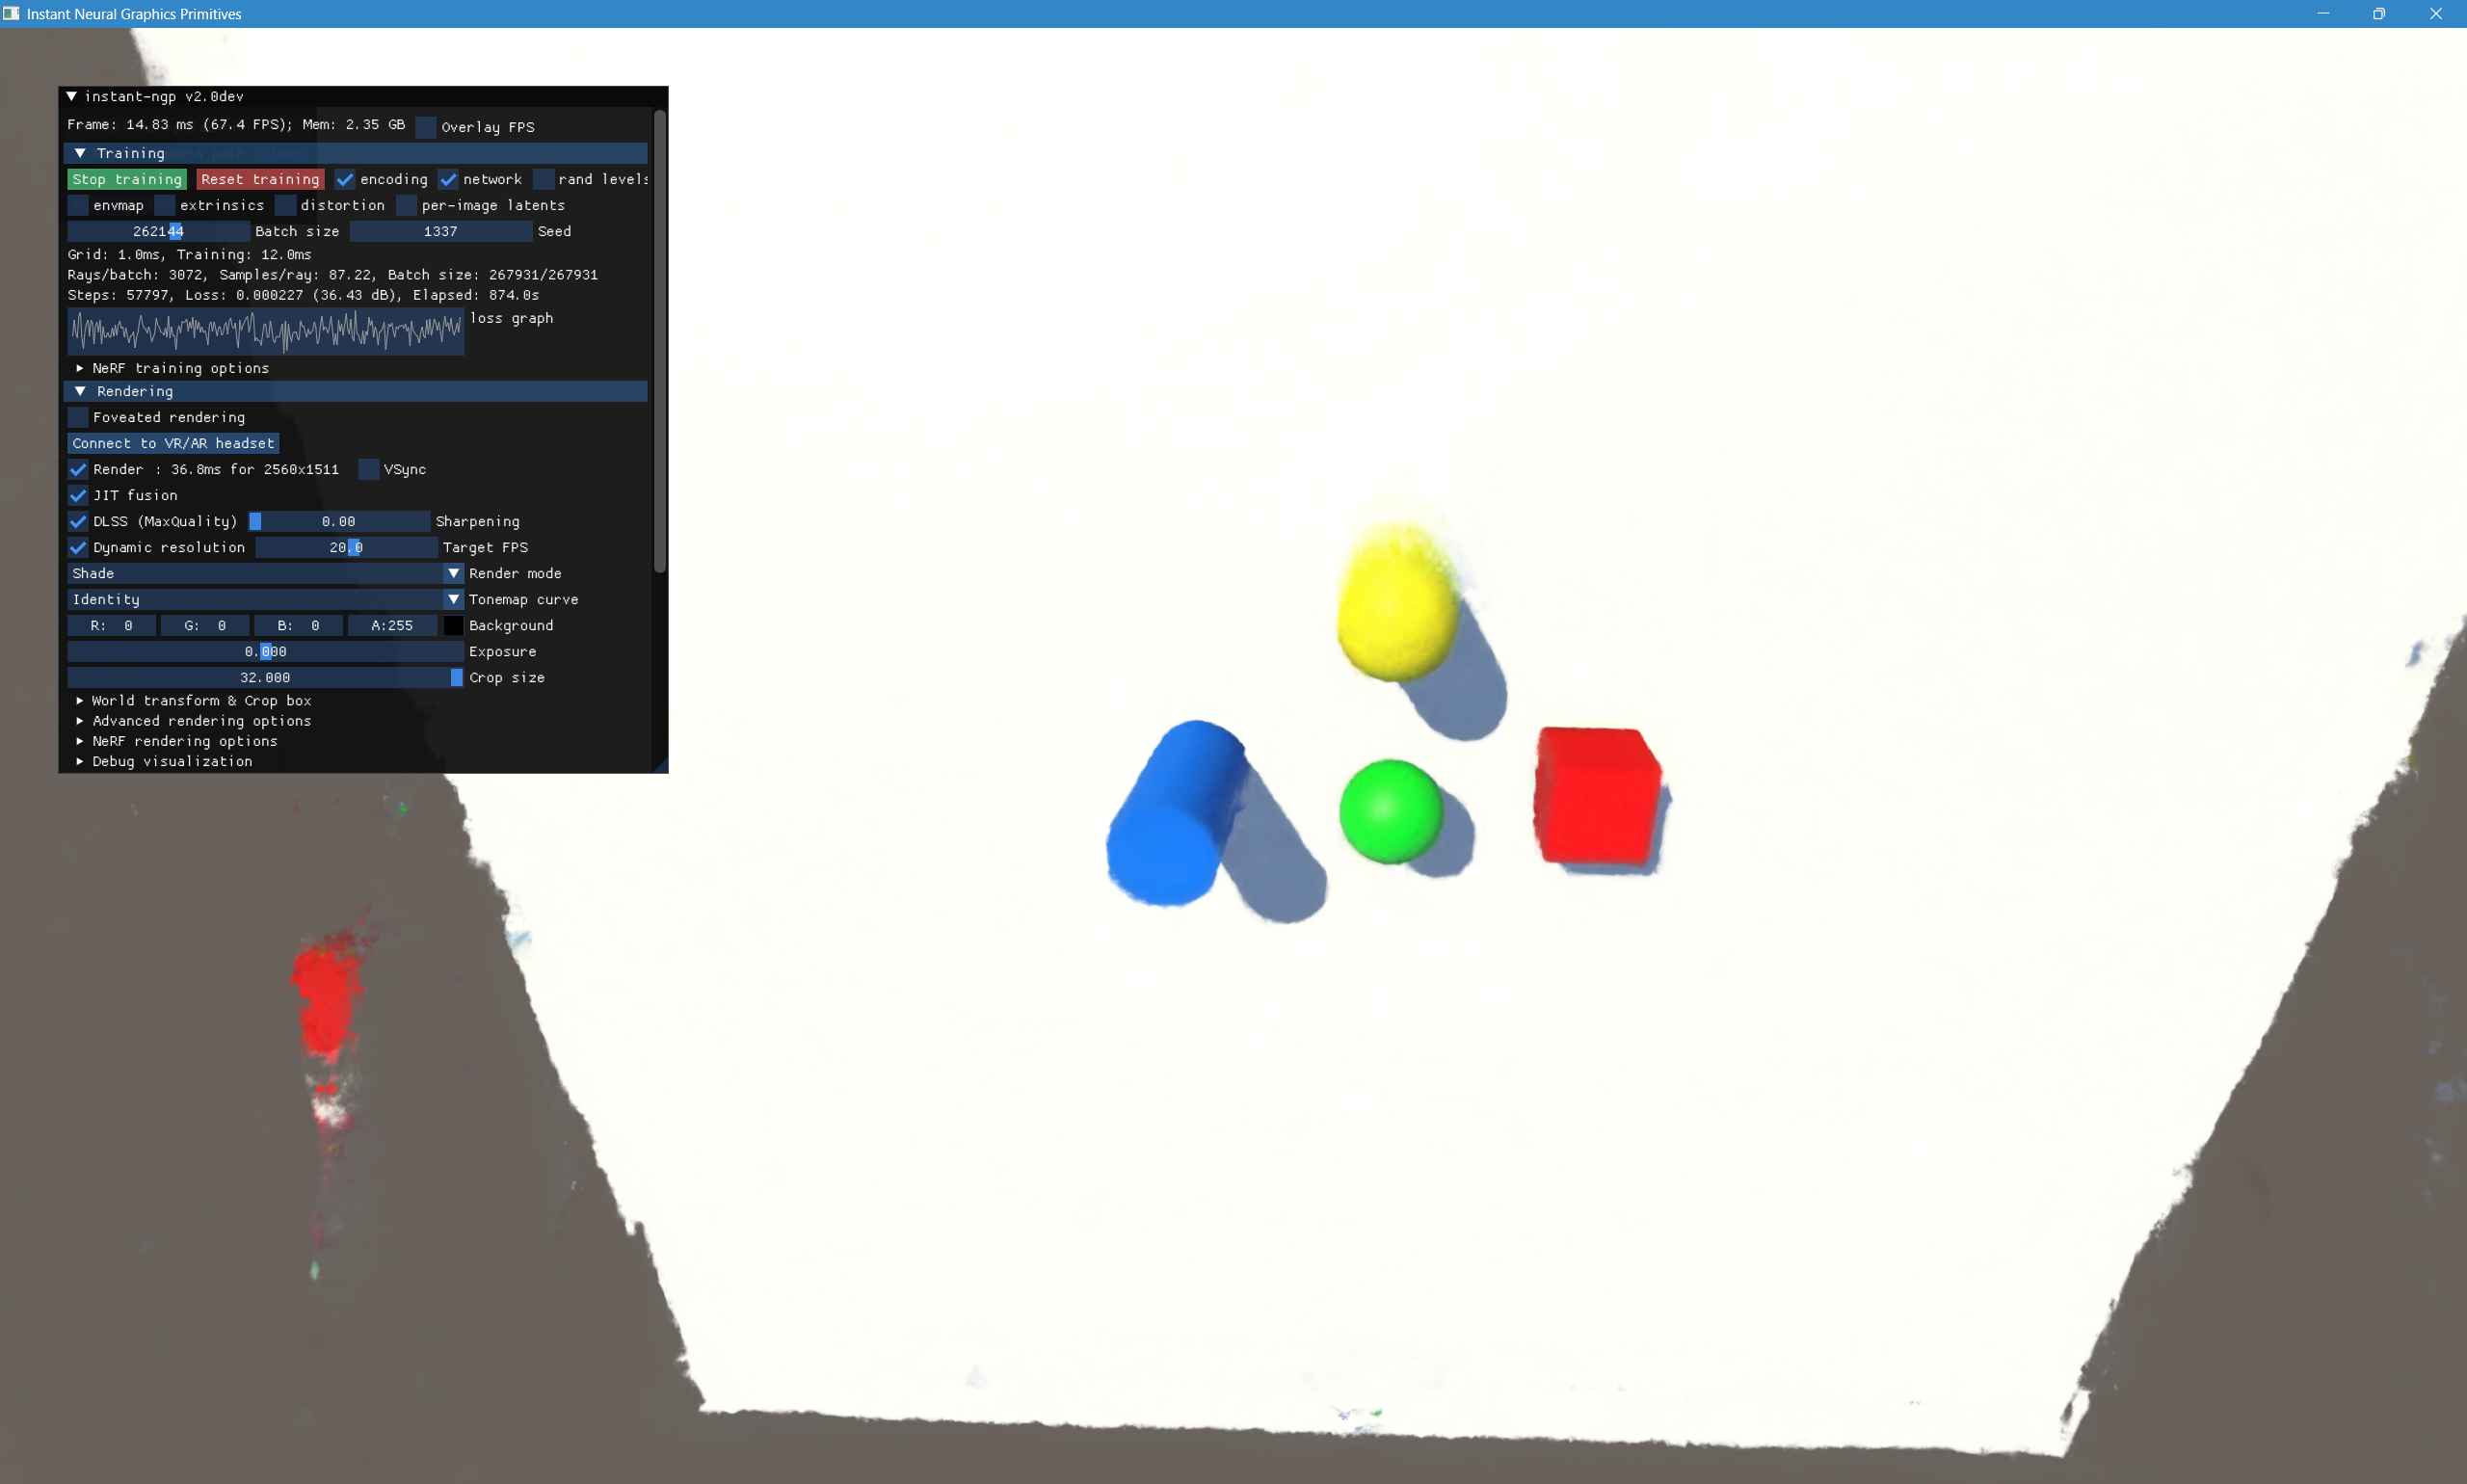 Instant Neural Graphics Primitives
instant-ngp v2.0dev
Frame: 14.83 ms (67.4 FPS); Mem: 2.35 GB Overlay FPS
Training
Stop training Reset training encoding network rand levels
envmap extrinsics distortion per-image latents
262144 Batch size 1337 Seed
Grid: 1.0ms, Training: 12.0ms
Rays/batch: 3072, Samples/ray: 87.22, Batch size: 267931/267931
Steps: 57797, Loss: 0.000227 (36.43 dB), Elapsed: 874.0s
loss graph
NeRF training options
Rendering
Foveated rendering
Connect to VR/AR headset
Render : 36.8ms for 2560x1511 VSync
JIT fusion
DLSS (MaxQuality) 0.00 Sharpening
Dynamic resolution 20.0 Target FPS
Shade Render mode
Identity Tonemap curve
R: 0 G: 0 B: 0 A:255 Background
0.000 Exposure
32.000 Crop size
World transform & Crop box
Advanced rendering options
NeRF rendering options
Debug visualization